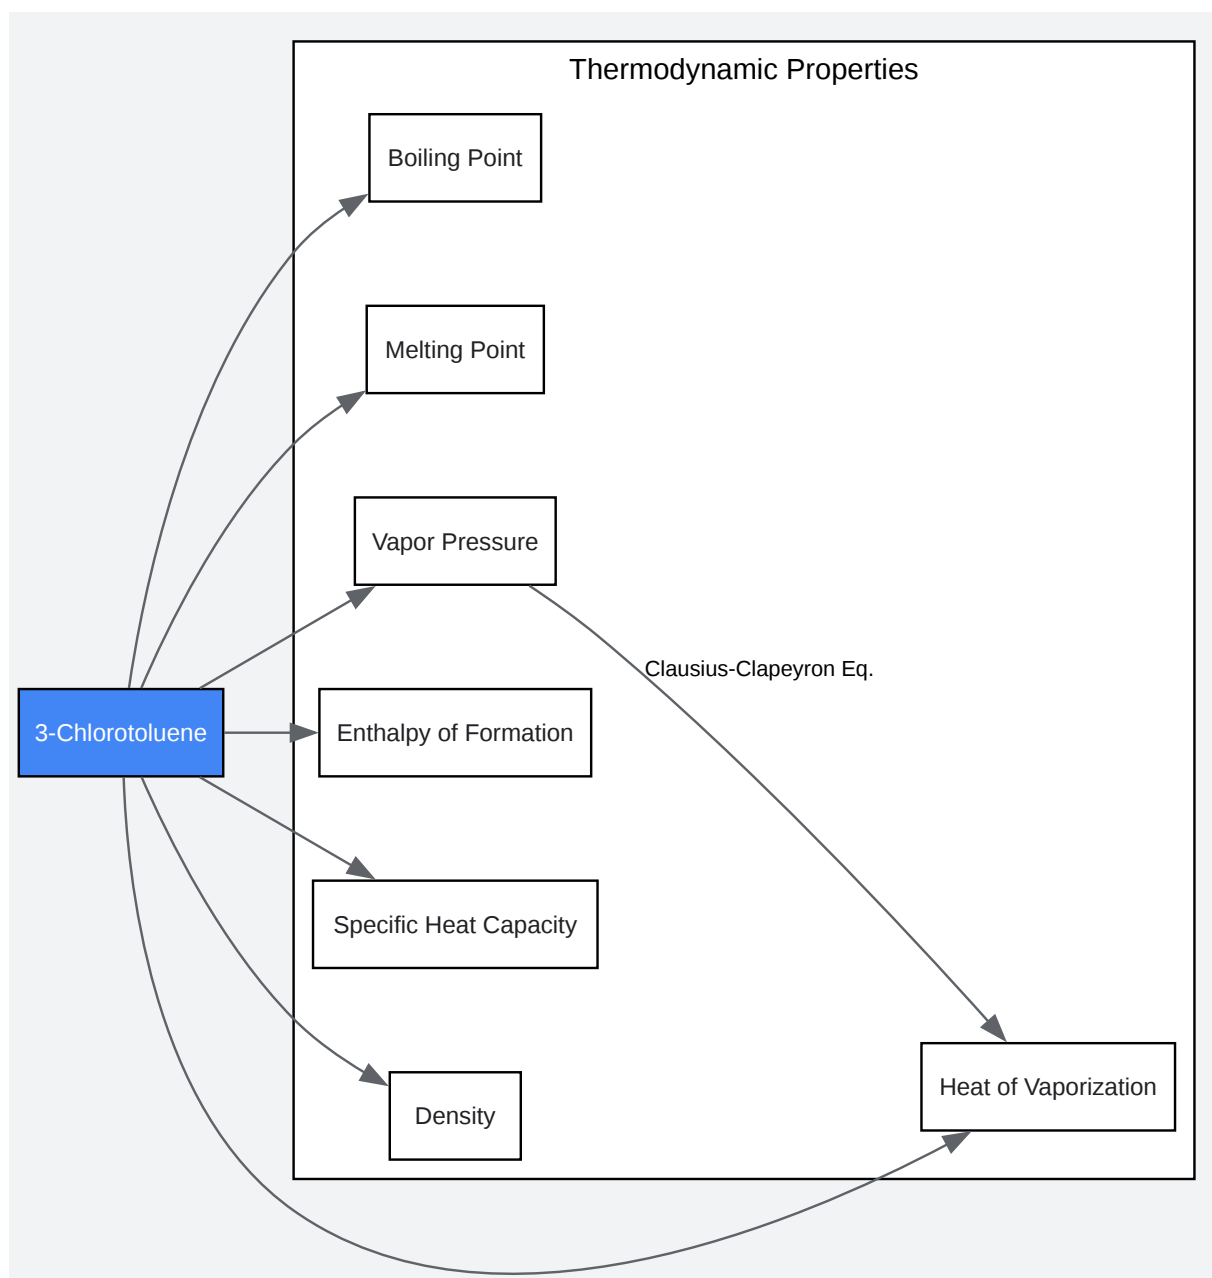 Thermodynamic Properties
Boiling Point
Melting Point
Vapor Pressure
Clausius-Clapeyron Eq.
3-Chlorotoluene
Enthalpy of Formation
Specific Heat Capacity
Heat of Vaporization
Density